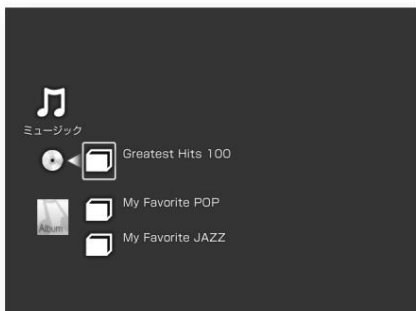 ミュージック
Greatest Hits 100
Album
My Favorite POP
My Favorite JAZZ